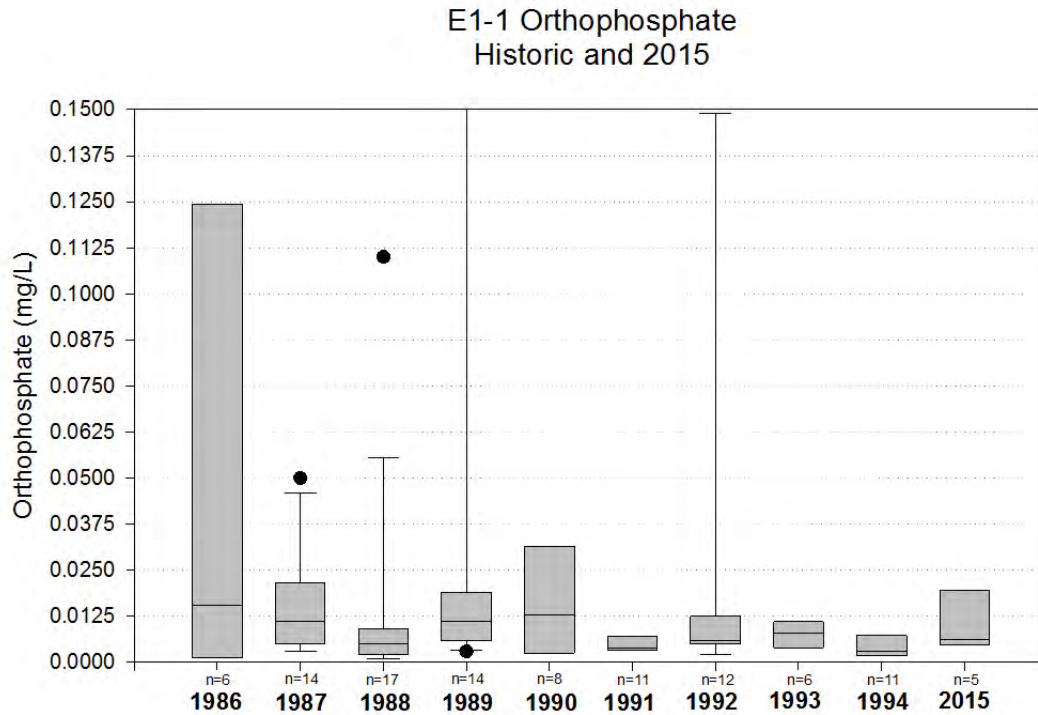 E1-1 Orthophosphate
Historic and 2015
Orthophosphate (mg/L)
0.1500
0.1375
0.1250
0.1125
0.1000
0.0875
0.0750
0.0625
0.0500
0.0375
0.0250
0.0125
0.0000
n=6 n=14 n=17 n=14 n=8 n=11 n=12 n=6 n=11 n=5
1986 1987 1988 1989 1990 1991 1992 1993 1994 2015